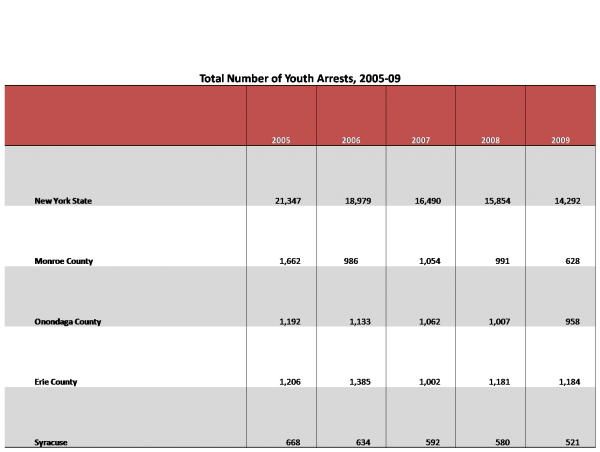 Total Number of Youth Arrests, 2005-09
2005 2006 2007 2008 2009
New York State 21,347 18,979 16,490 15,854 14,292
Monroe County 1,662 986 1,054 991 628
Onondaga County 1,192 1,133 1,062 1,007 958
Erie County 1,206 1,385 1,002 1,181 1,184
Syracuse 668 634 592 580 521